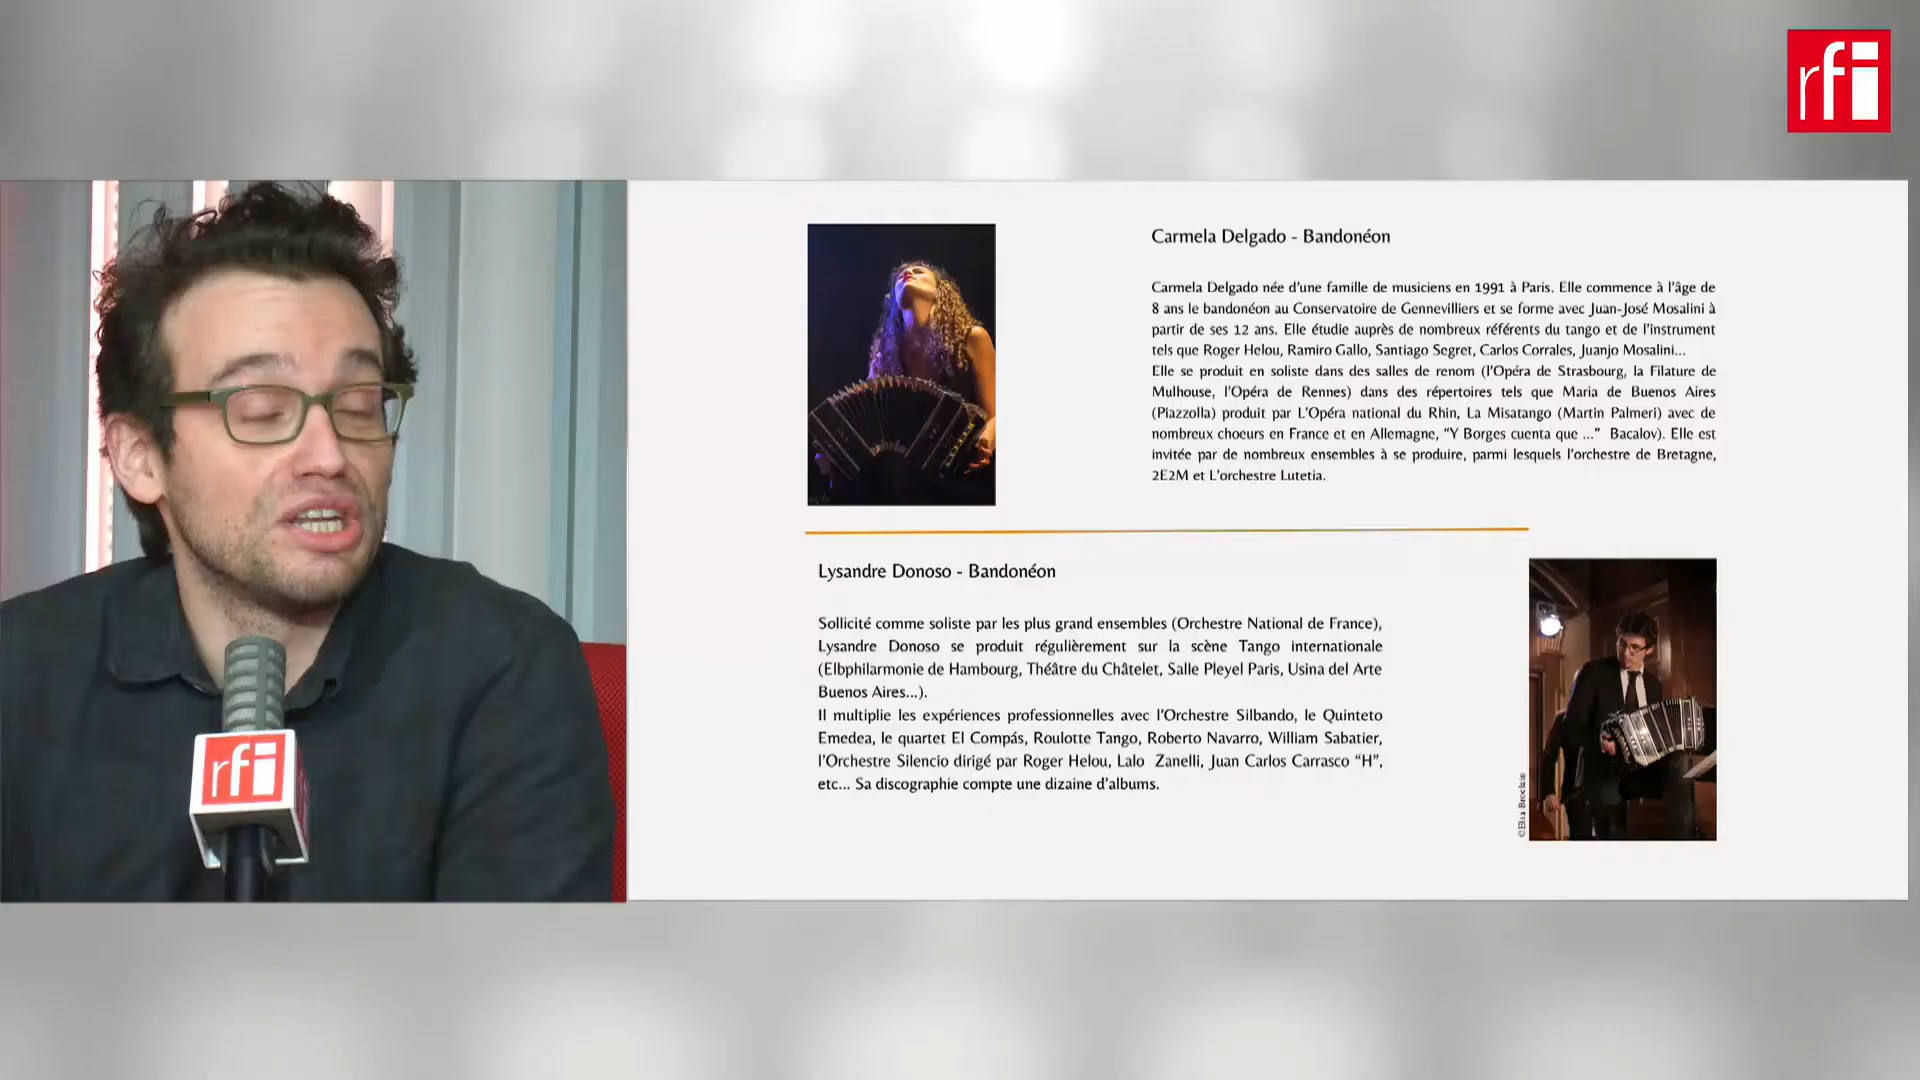 rfi
Carmela Delgado - Bandonéon
Carmela Delgado née d'une famille de musiciens en 1991 à Paris. Elle commence à l'âge de
8 ans le bandonéon au Conservatoire de Gennevilliers et se forme avec Juan-José Mosalini à
partir de ses 12 ans. Elle étudie auprès de nombreux référents du tango et de l'instrument
tels que Roger Helou, Ramiro Gallo, Santiago Segret, Carlos Corrales, Juanjo Mosalini...
Elle se produit en soliste dans des salles de renom (l'Opéra de Strasbourg, la Filature de
Mulhouse, l'Opéra de Rennes) dans des répertoires tels que Maria de Buenos Aires
(Piazzolla) produit par L'Opéra national du Rhin, La Misatango (Martin Palmeri) avec de
nombreux choeurs en France et en Allemagne, “Y Borges cuenta que ...” Bacalov). Elle est
invitée par de nombreux ensembles à se produire, parmi lesquels l'orchestre de Bretagne,
2E2M et L'orchestre Lutetia.
Lysandre Donoso - Bandonéon
Sollicité comme soliste par les plus grand ensembles (Orchestre National de France),
Lysandre Donoso se produit régulièrement sur la scène Tango internationale
(Elbphilarmonie de Hambourg, Théâtre du Châtelet, Salle Pleyel Paris, Usina del Arte
Buenos Aires...).
Il multiplie les expériences professionnelles avec l'Orchestre Silbando, le Quinteto
Emedea, le quartet El Compás, Roulotte Tango, Roberto Navarro, William Sabatier,
l'Orchestre Silencio dirigé par Roger Helou, Lalo Zanelli, Juan Carlos Carrasco “H”,
etc... Sa discographie compte une dizaine d'albums.
©Elsa Broclain
rfi